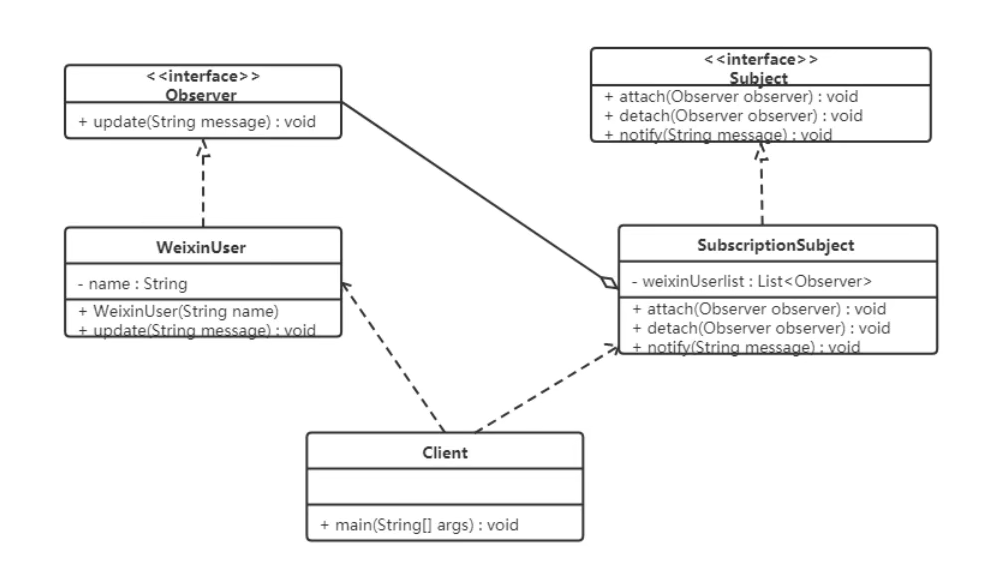 <<interface>>
Observer
+ update(String message) : void
<<interface>>
Subject
+ attach(Observer observer) : void
+ detach(Observer observer) : void
+ notify(String message) : void
WeixinUser
- name : String
+ WeixinUser(String name)
+ update(String message) : void
SubscriptionSubject
- weixinUserlist : List<Observer>
+ attach(Observer observer) : void
+ detach(Observer observer) : void
+ notify(String message) : void
Client
+ main(String[] args) : void